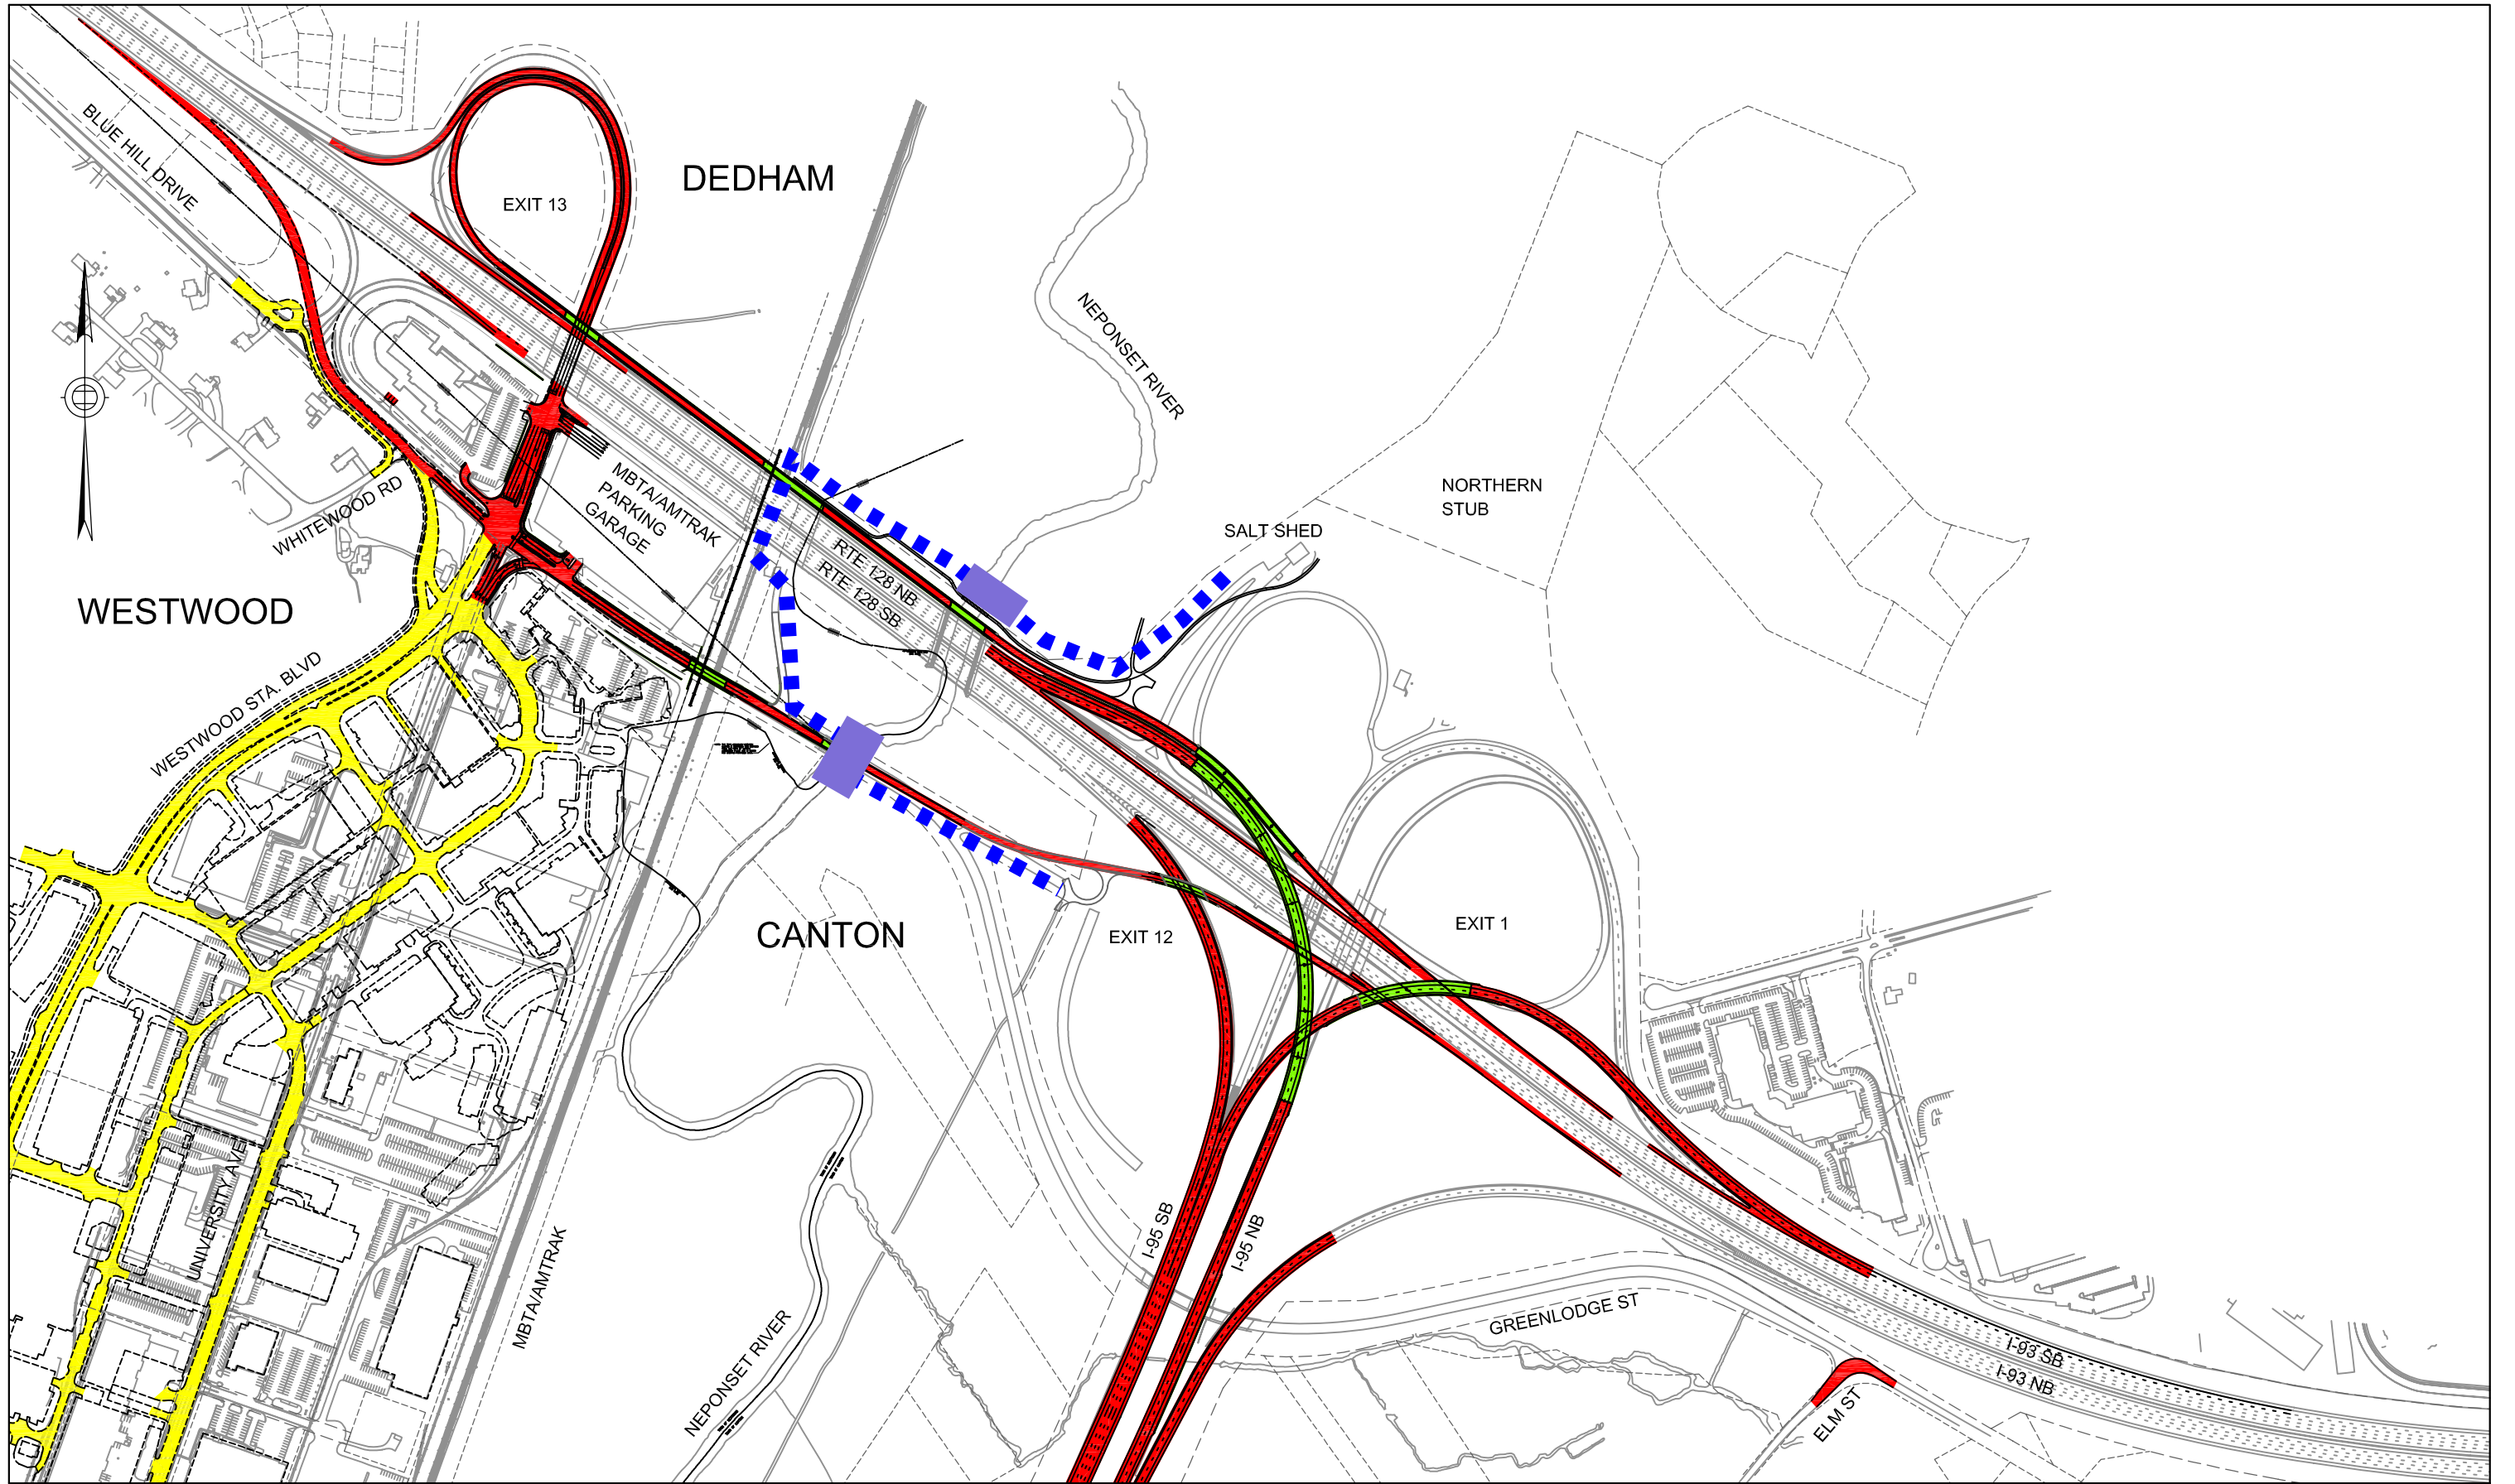 BLUE HILL DRIVE
DEDHAM
EXIT 13
NEPONSET RIVER
NORTHERN
STUB
SALT SHED
MBTA/AMTRAK
PARKING
GARAGE
WHITEWOOD RD
RTE 128 NB
RTE 128 SB
WESTWOOD
WESTWOOD STA. BLVD
CANTON
EXIT 12
EXIT 1
UNIVERSITY AVE
MBTA/AMTRAK
I-95 SB
I-95 NB
NEPONSET RIVER
GREENLODGE ST
I-93 SB
I-93 NB
ELM ST